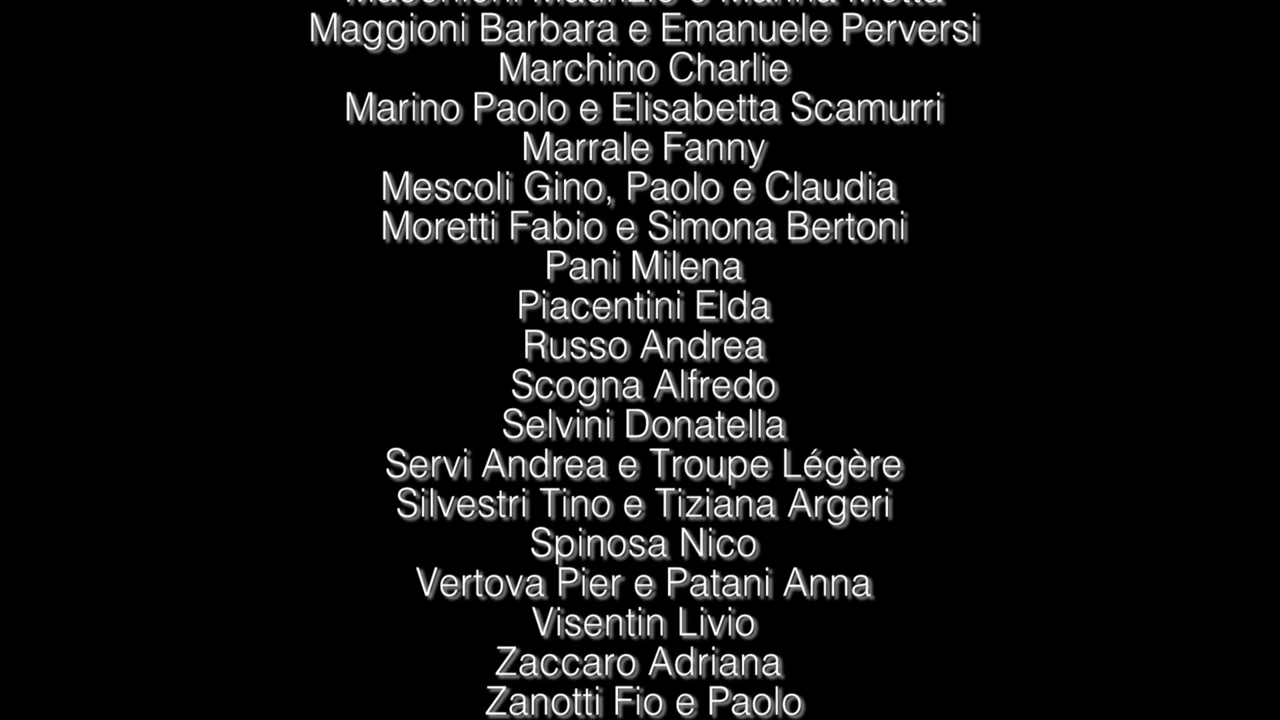 Maggioni Barbara e Emanuele Perversi
Marchino Charlie
Marino Paolo e Elisabetta Scamurri
Marrale Fanny
Mescoli Gino, Paolo e Claudia
Moretti Fabio e Simona Bertoni
Pani Milena
Piacentini Elda
Russo Andrea
Scogna Alfredo
Selvini Donatella
Servi Andrea e Troupe Légère
Silvestri Tino e Tiziana Argeri
Spinosa Nico
Vertova Pier e Patani Anna
Visentin Livio
Zaccaro Adriana
Zanotti Fio e Paolo